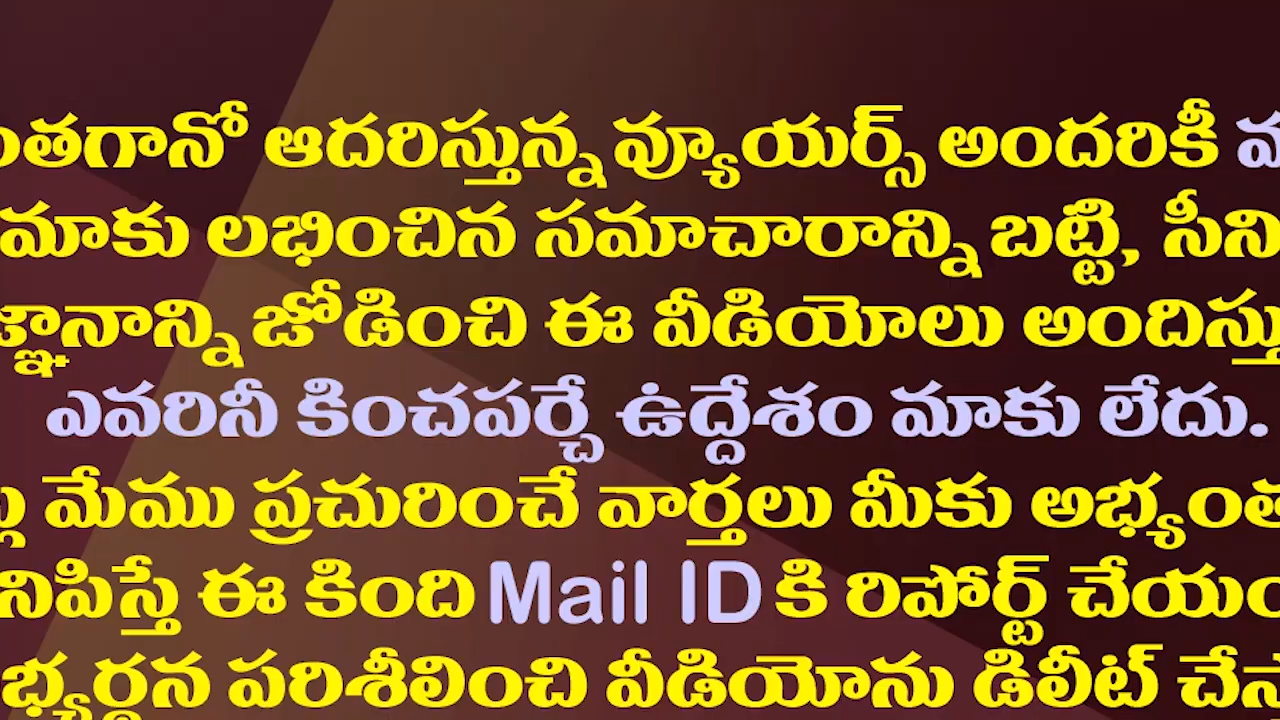 ంతగానో ఆదరిస్తున్న వ్యూయర్స్ అందరికీ
మాకు లభించిన సమాచారాన్ని బట్టి, సీని
జ్ఞానాన్ని జోడించి ఈ వీడియోలు అందిస్తు
ఎవరినీ కించపర్చే ఉద్దేశం మాకు లేదు.
మేము ప్రచురించే వార్తలు మీకు అభ్యంత
నిపిస్తే ఈ కింది Mail ID కి రిపోర్ట్ చేయం
భ్యర్థన పరిశీలించి వీడియోను డిలీట్ చేస